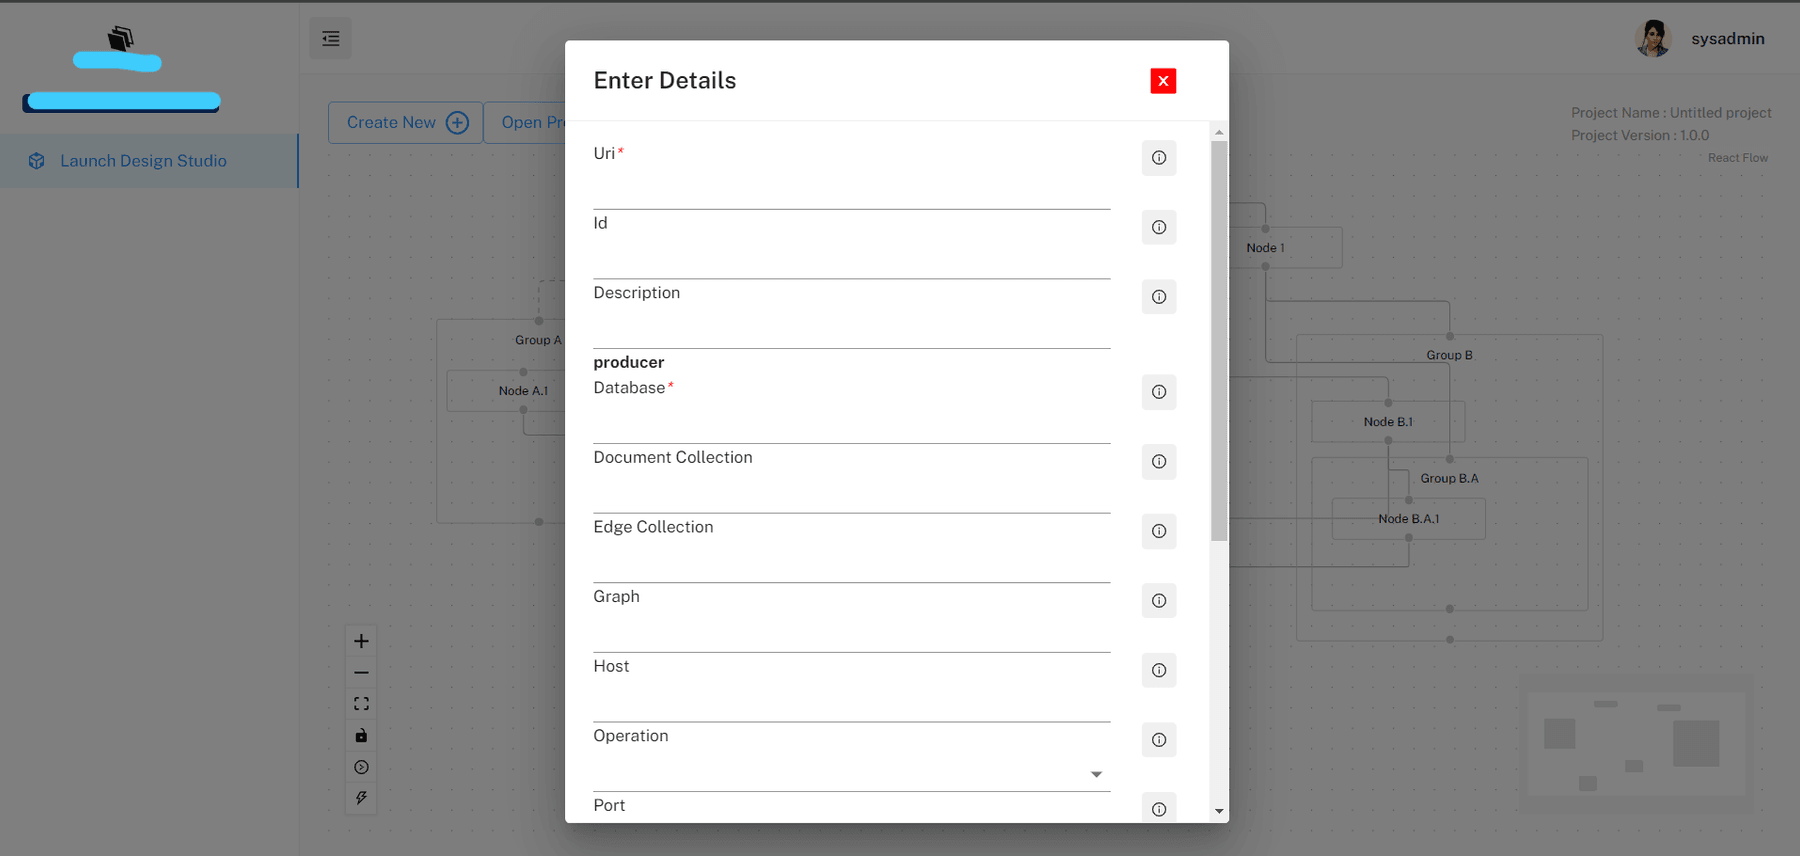 sysadmin
Launch Design Studio
Create New
Open Pr
Project Name : Untitled project
Project Version : 1.0.0
React Flow
Enter Details
X
Uri*
Id
Description
producer
Database*
Document Collection
Edge Collection
Graph
Host
Operation
Port
Group A
Node A.1
Node 1
Group B
Node B.1
Group B.A
Node B.A.1